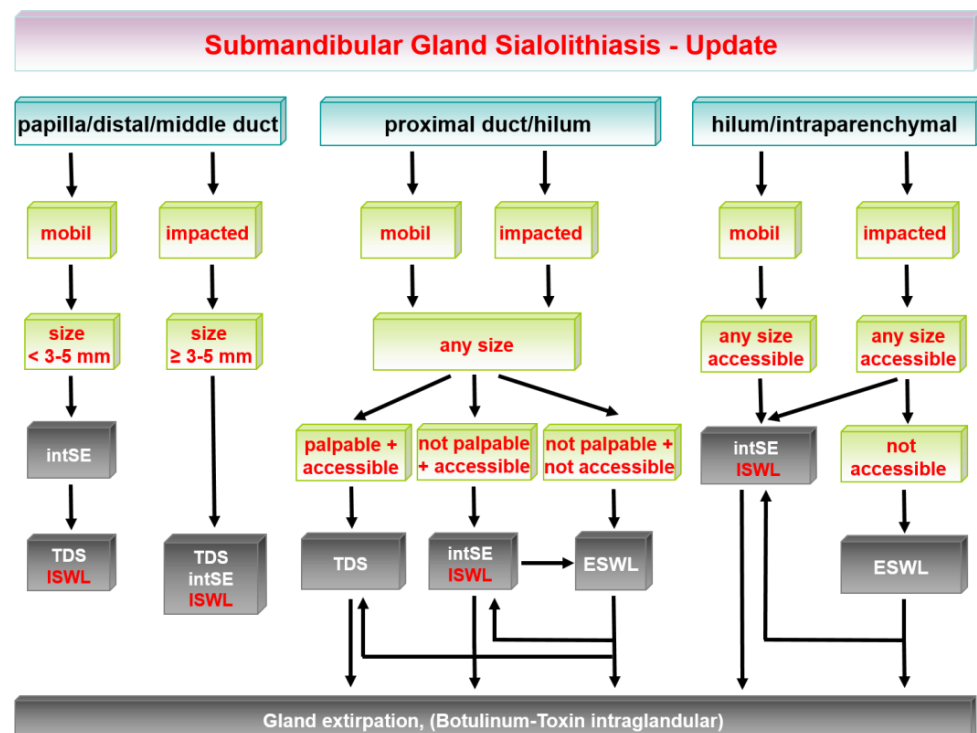 Submandibular Gland Sialolithiasis - Update
papilla/distal/middle duct
proximal duct/hilum
hilum/intraparenchymal
mobil
impacted
mobil
impacted
mobil
impacted
size
< 3-5 mm
size
≥ 3-5 mm
any size
any size
accessible
any size
accessible
intSE
palpable +
accessible
not palpable
+ accessible
not palpable +
not accessible
intSE
ISWL
not
accessible
TDS
ISWL
TDS
intSE
ISWL
TDS
intSE
ISWL
ESWL
ESWL
Gland extirpation, (Botulinum-Toxin intraglandular)